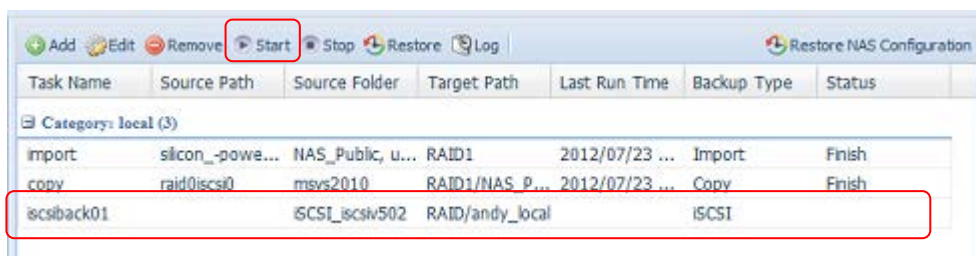 Add Edit Remove Start Stop Restore Log Restore NAS Configuration
Task Name Source Path Source Folder Target Path Last Run Time Backup Type Status
Category: local (3)
import silicon_-powe... NAS_Public, u... RAID1 2012/07/23 ... Import Finish
copy raid0iscsi0 msvs2010 RAID1/NAS_P... 2012/07/23 ... Copy Finish
iscsiback01 iSCSI_iscsiv502 RAID/andy_local iSCSI